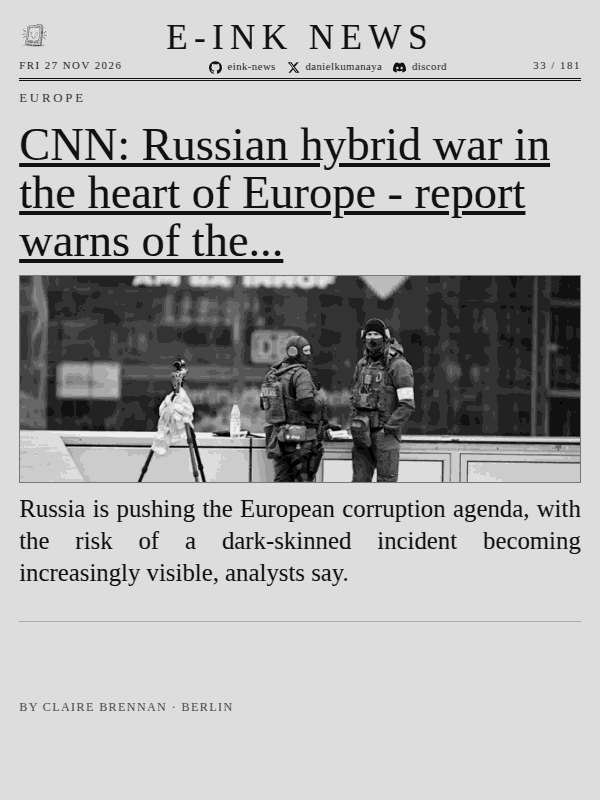 E-INK NEWS
FRI 27 NOV 2026
eink-news danielkumanaya discord
33 / 181
EUROPE
CNN: Russian hybrid war in
the heart of Europe - report
warns of the...
Russia is pushing the European corruption agenda, with
the risk of a dark-skinned incident becoming
increasingly visible, analysts say.
BY CLAIRE BRENNAN · BERLIN